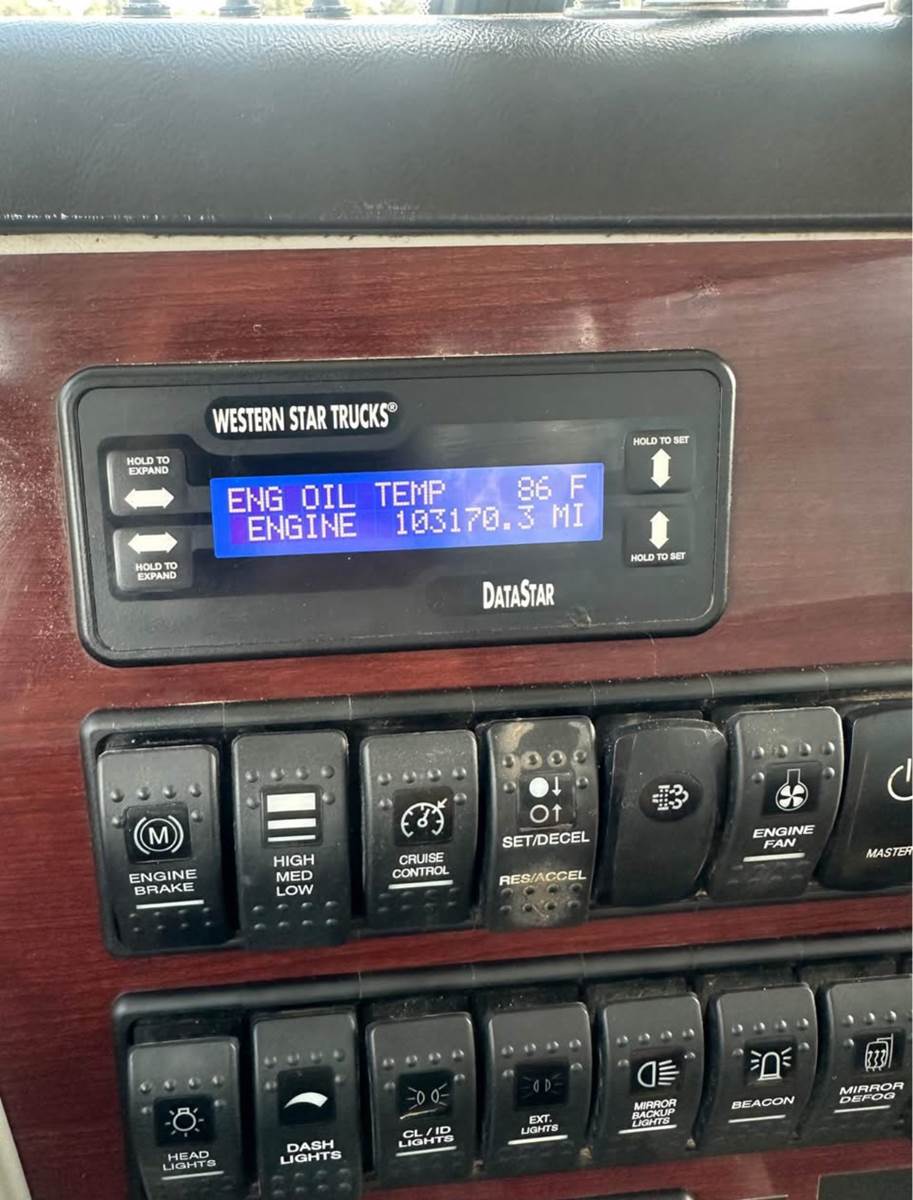 WESTERN STAR TRUCKS®
HOLD TO
EXPAND
HOLD TO SET
ENG OIL TEMP 86 F
ENGINE 103170.3 MI
HOLD TO
EXPAND
HOLD TO SET
DATASTAR
M
ENGINE
BRAKE
HIGH
MED
LOW
CRUISE
CONTROL
SET/DECEL
RES/ACCEL
ENGINE
FAN
MASTER
HEAD
LIGHTS
DASH
LIGHTS
CL / ID
LIGHTS
EXT.
LIGHTS
MIRROR
BACKUP
LIGHTS
BEACON
MIRROR
DEFOG